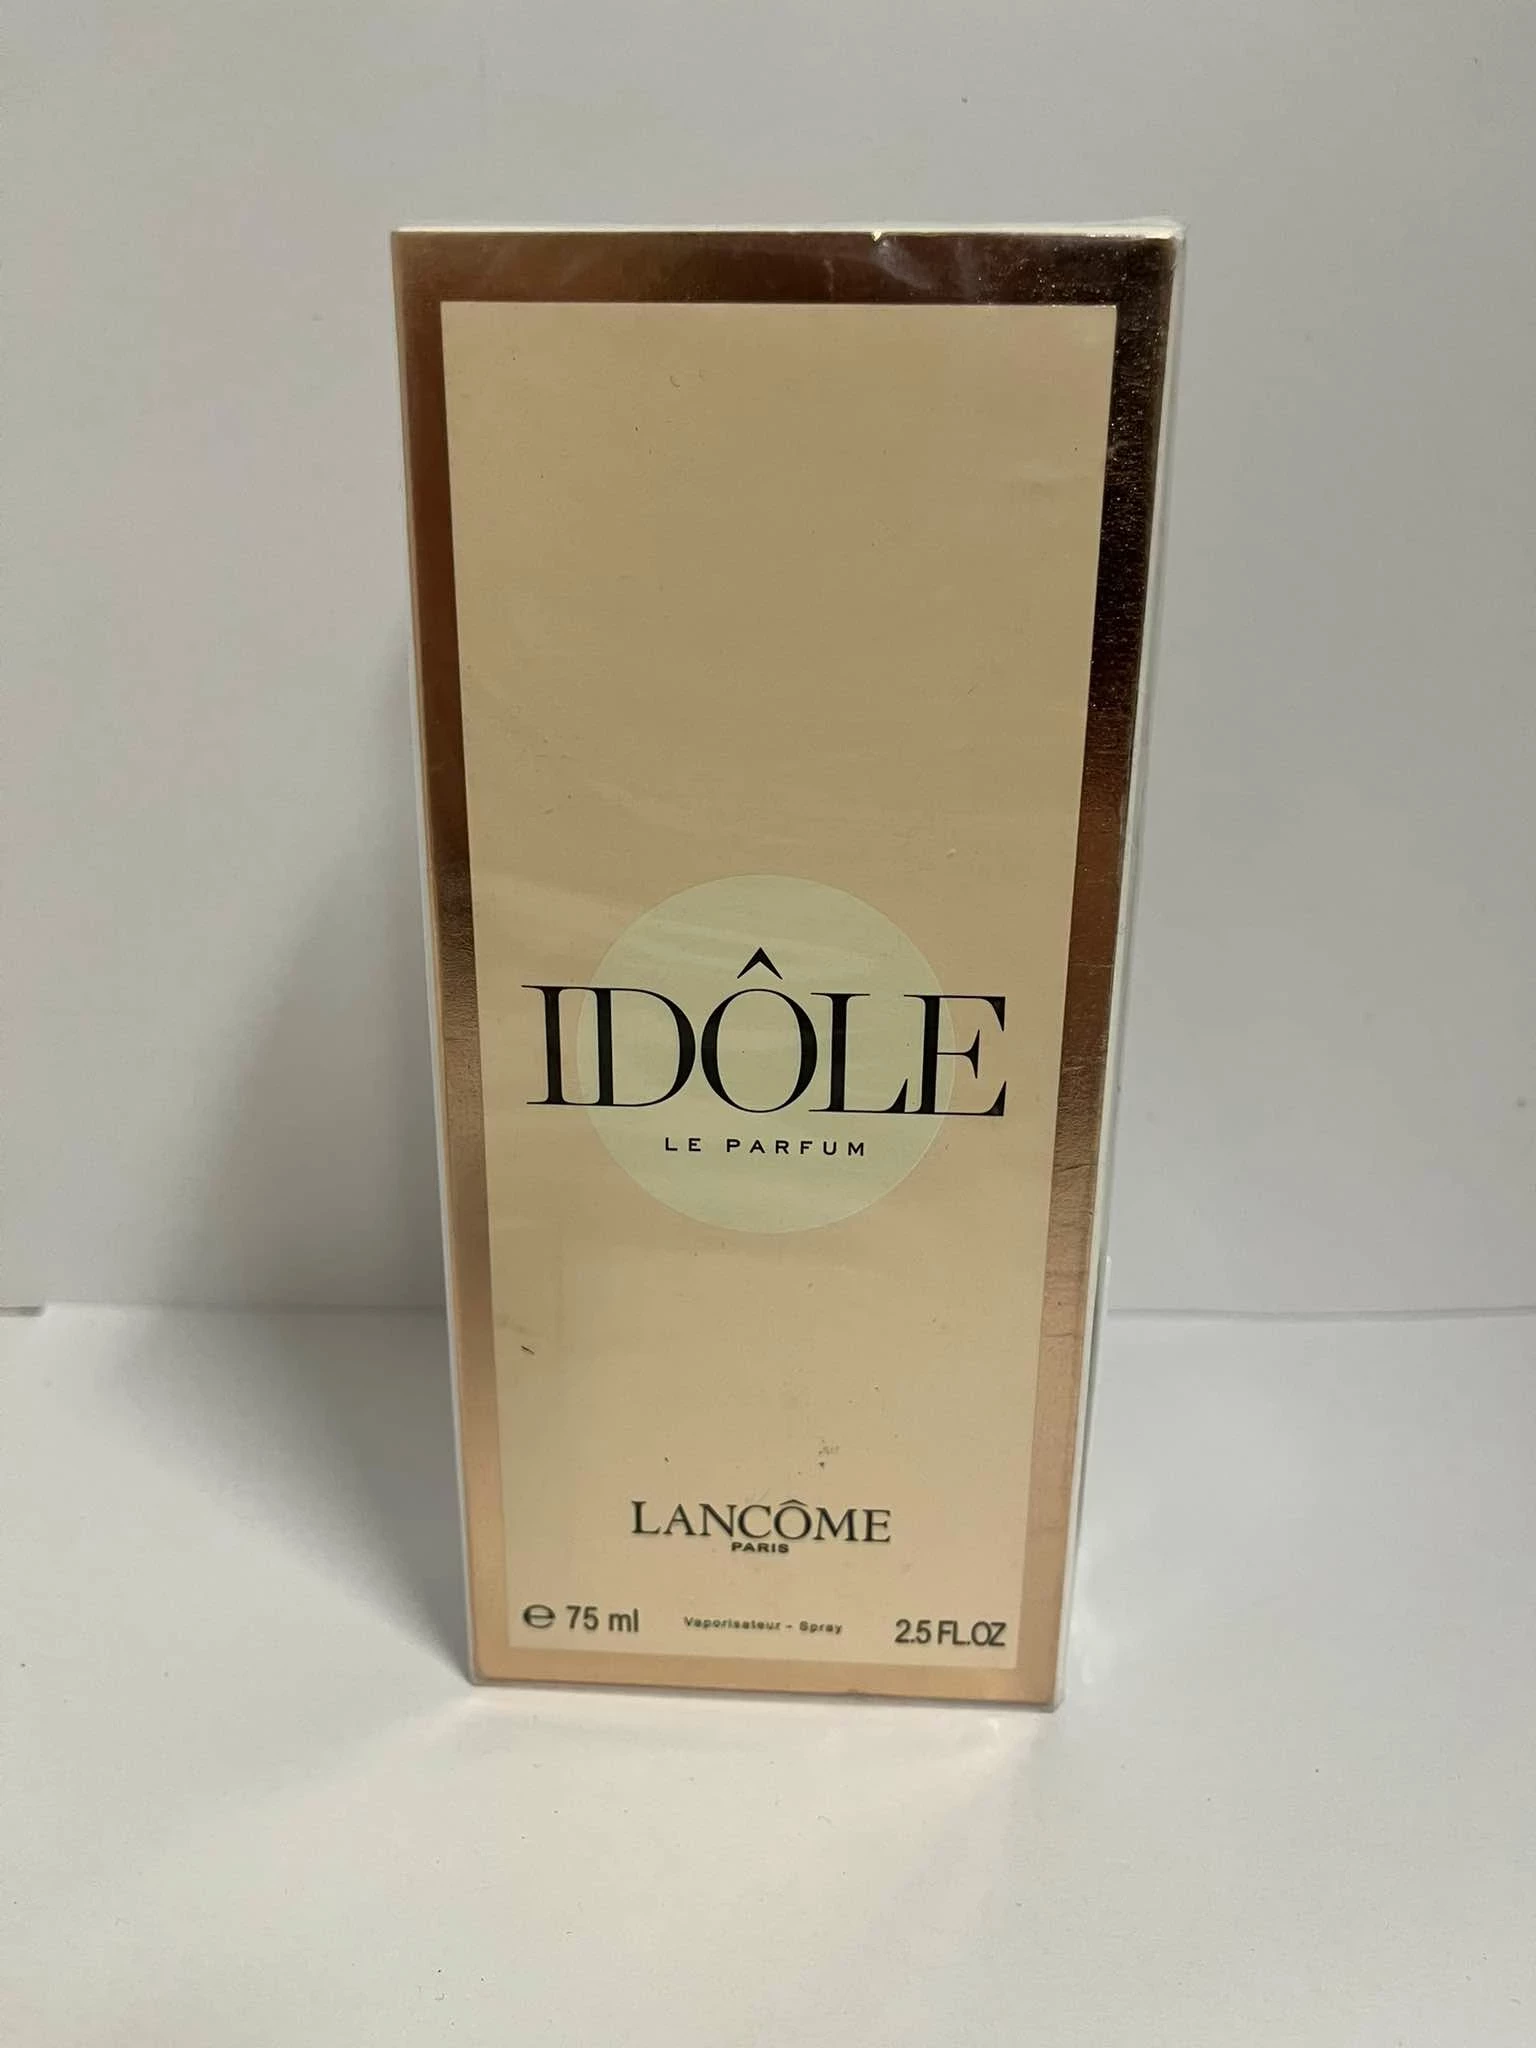 IDÔLE
LE PARFUM
LANCÔME
PARIS
℮ 75 ml Vaporisateur - Spray 2.5 FL.OZ